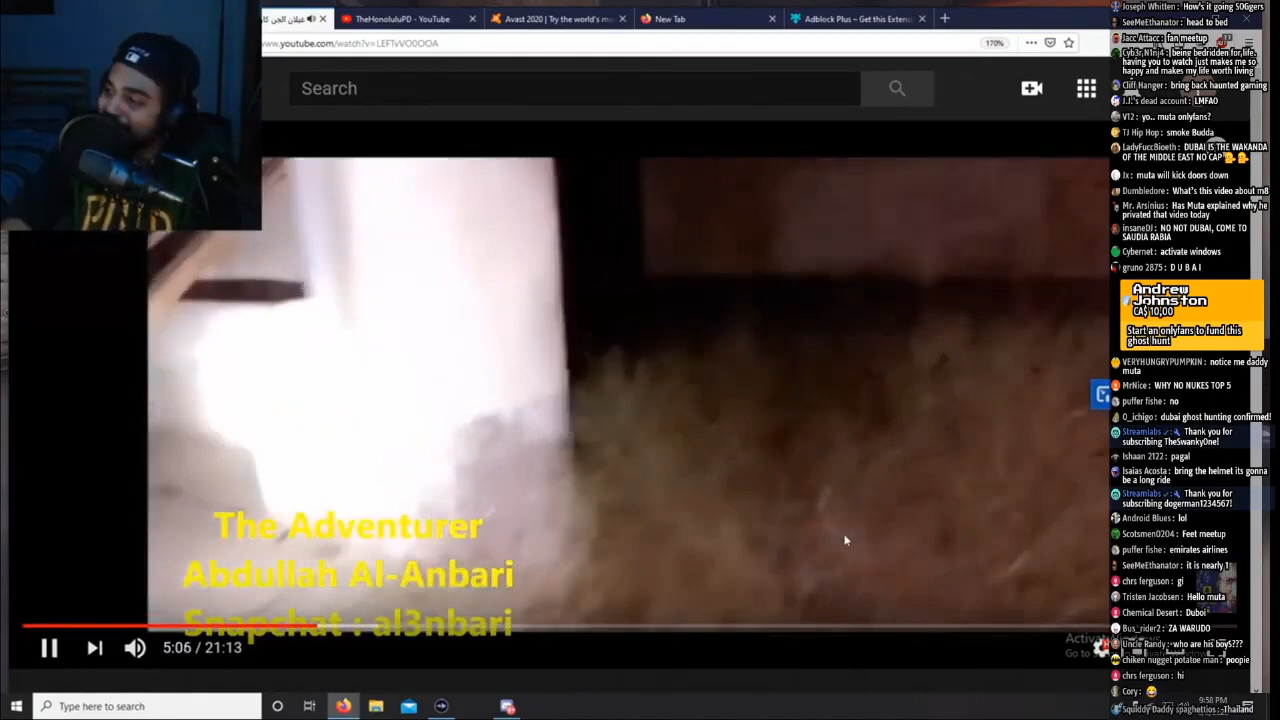 غيلان الجن كا
TheHonoluluPD - YouTube
Avast 2020 | Try the world's m
New Tab
Adblock Plus – Get this Exten
ww.youtube.com/watch?v=LEFTvVO0OOA
170%
Search
The Adventurer
Abdullah Al-Anbari
Snapchat : al3nbari
5:06 / 21:13
Type here to search
9:58 PM
Joseph Whitten: How's it going SOGgers
SeeMeEthanator: head to bed
Jacc Attacc: fan meetup
Cyb3r_N1nj4: being bedridden for life.
having you to watch just makes me so
happy and makes my life worth living
Cliff Hanger: bring back haunted gaming
J.J.'s dead account: LMFAO
V12: yo.. muta onlyfans?
TJ Hip Hop: smoke Budda
LadyFuccBioeth: DUBAI IS THE WAKANDA
OF THE MIDDLE EAST NO CAP
Jx: muta will kick doors down
Dumbledore: What's this video about m8
Mr. Arsinius: Has Muta explained why he
privated that video today
insaneDJ: NO NOT DUBAI, COME TO
SAUDIA RABIA
Cybernet: activate windows
gruno 2875: D U B A I
Andrew
Johnston
CA$ 10,00
Start an onlyfans to fund this
ghost hunt
VERYHUNGRYPUMPKIN: notice me daddy
muta
MrNice: WHY NO NUKES TOP 5
puffer fishe: no
O_ichigo: dubai ghost hunting confirmed!
Streamlabs: Thank you for
subscribing TheSwankyOne!
Ishaan 2122: pagal
Isaias Acosta: bring the helmet its gonna
be a long ride
Streamlabs: Thank you for
subscribing dogerman1234567!
Android Blues: lol
Scotsmen0204: Feet meetup
puffer fishe: emirates airlines
SeeMeEthanator: it is nearly 1
chrs ferguson: gi
Tristen Jacobsen: Hello muta
Chemical Desert: Duboi
Bus_rider2: ZA WARUDO
Uncle Randy: who are his boyS???
chiken nugget potatoe man: poopie
chrs ferguson: hi
Cory:
Squiddy Daddy spaghettios: Thailand